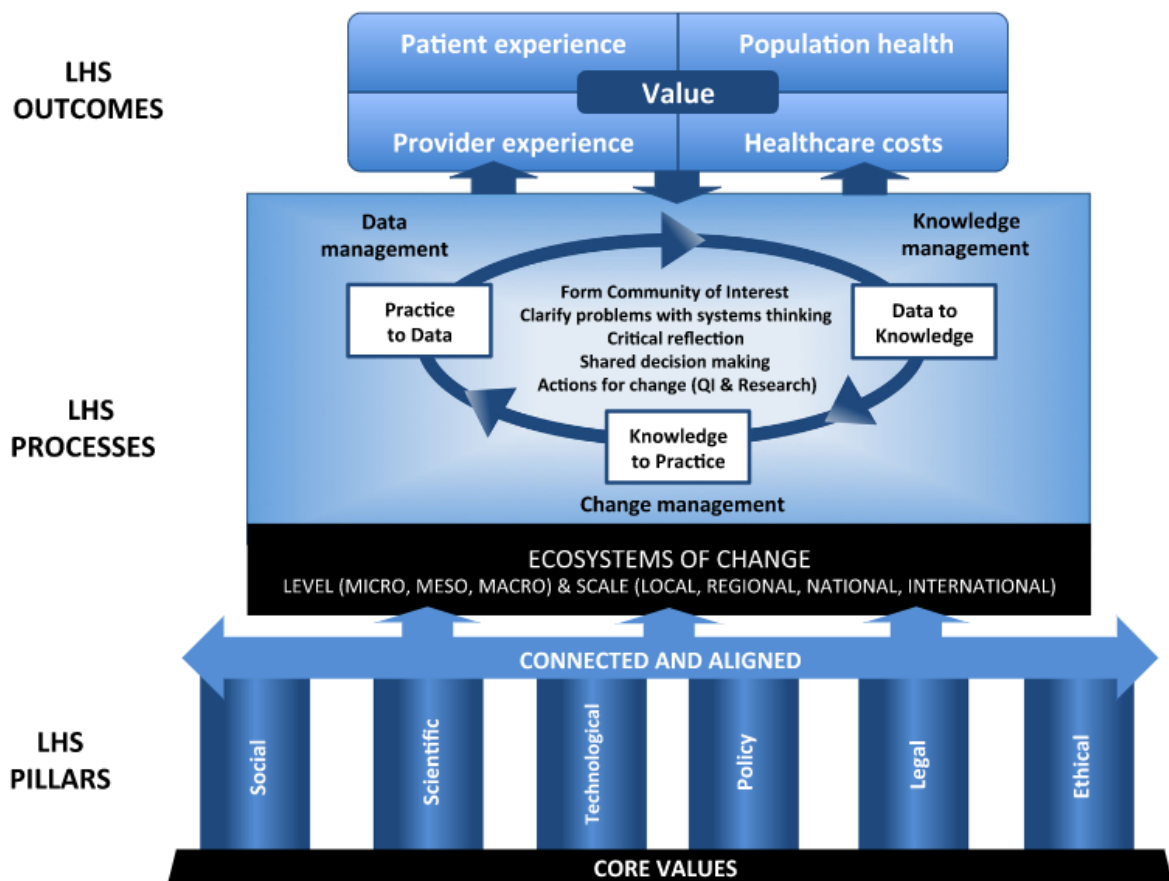 LHS
OUTCOMES
Patient experience
Population health
Value
Provider experience
Healthcare costs
LHS
PROCESSES
Data
management
Knowledge
management
Practice
to Data
Form Community of Interest
Clarify problems with systems thinking
Critical reflection
Shared decision making
Actions for change (QI & Research)
Data to
Knowledge
Knowledge
to Practice
Change management
ECOSYSTEMS OF CHANGE
LEVEL (MICRO, MESO, MACRO) & SCALE (LOCAL, REGIONAL, NATIONAL, INTERNATIONAL)
CONNECTED AND ALIGNED
LHS
PILLARS
Social
Scientific
Technological
Policy
Legal
Ethical
CORE VALUES